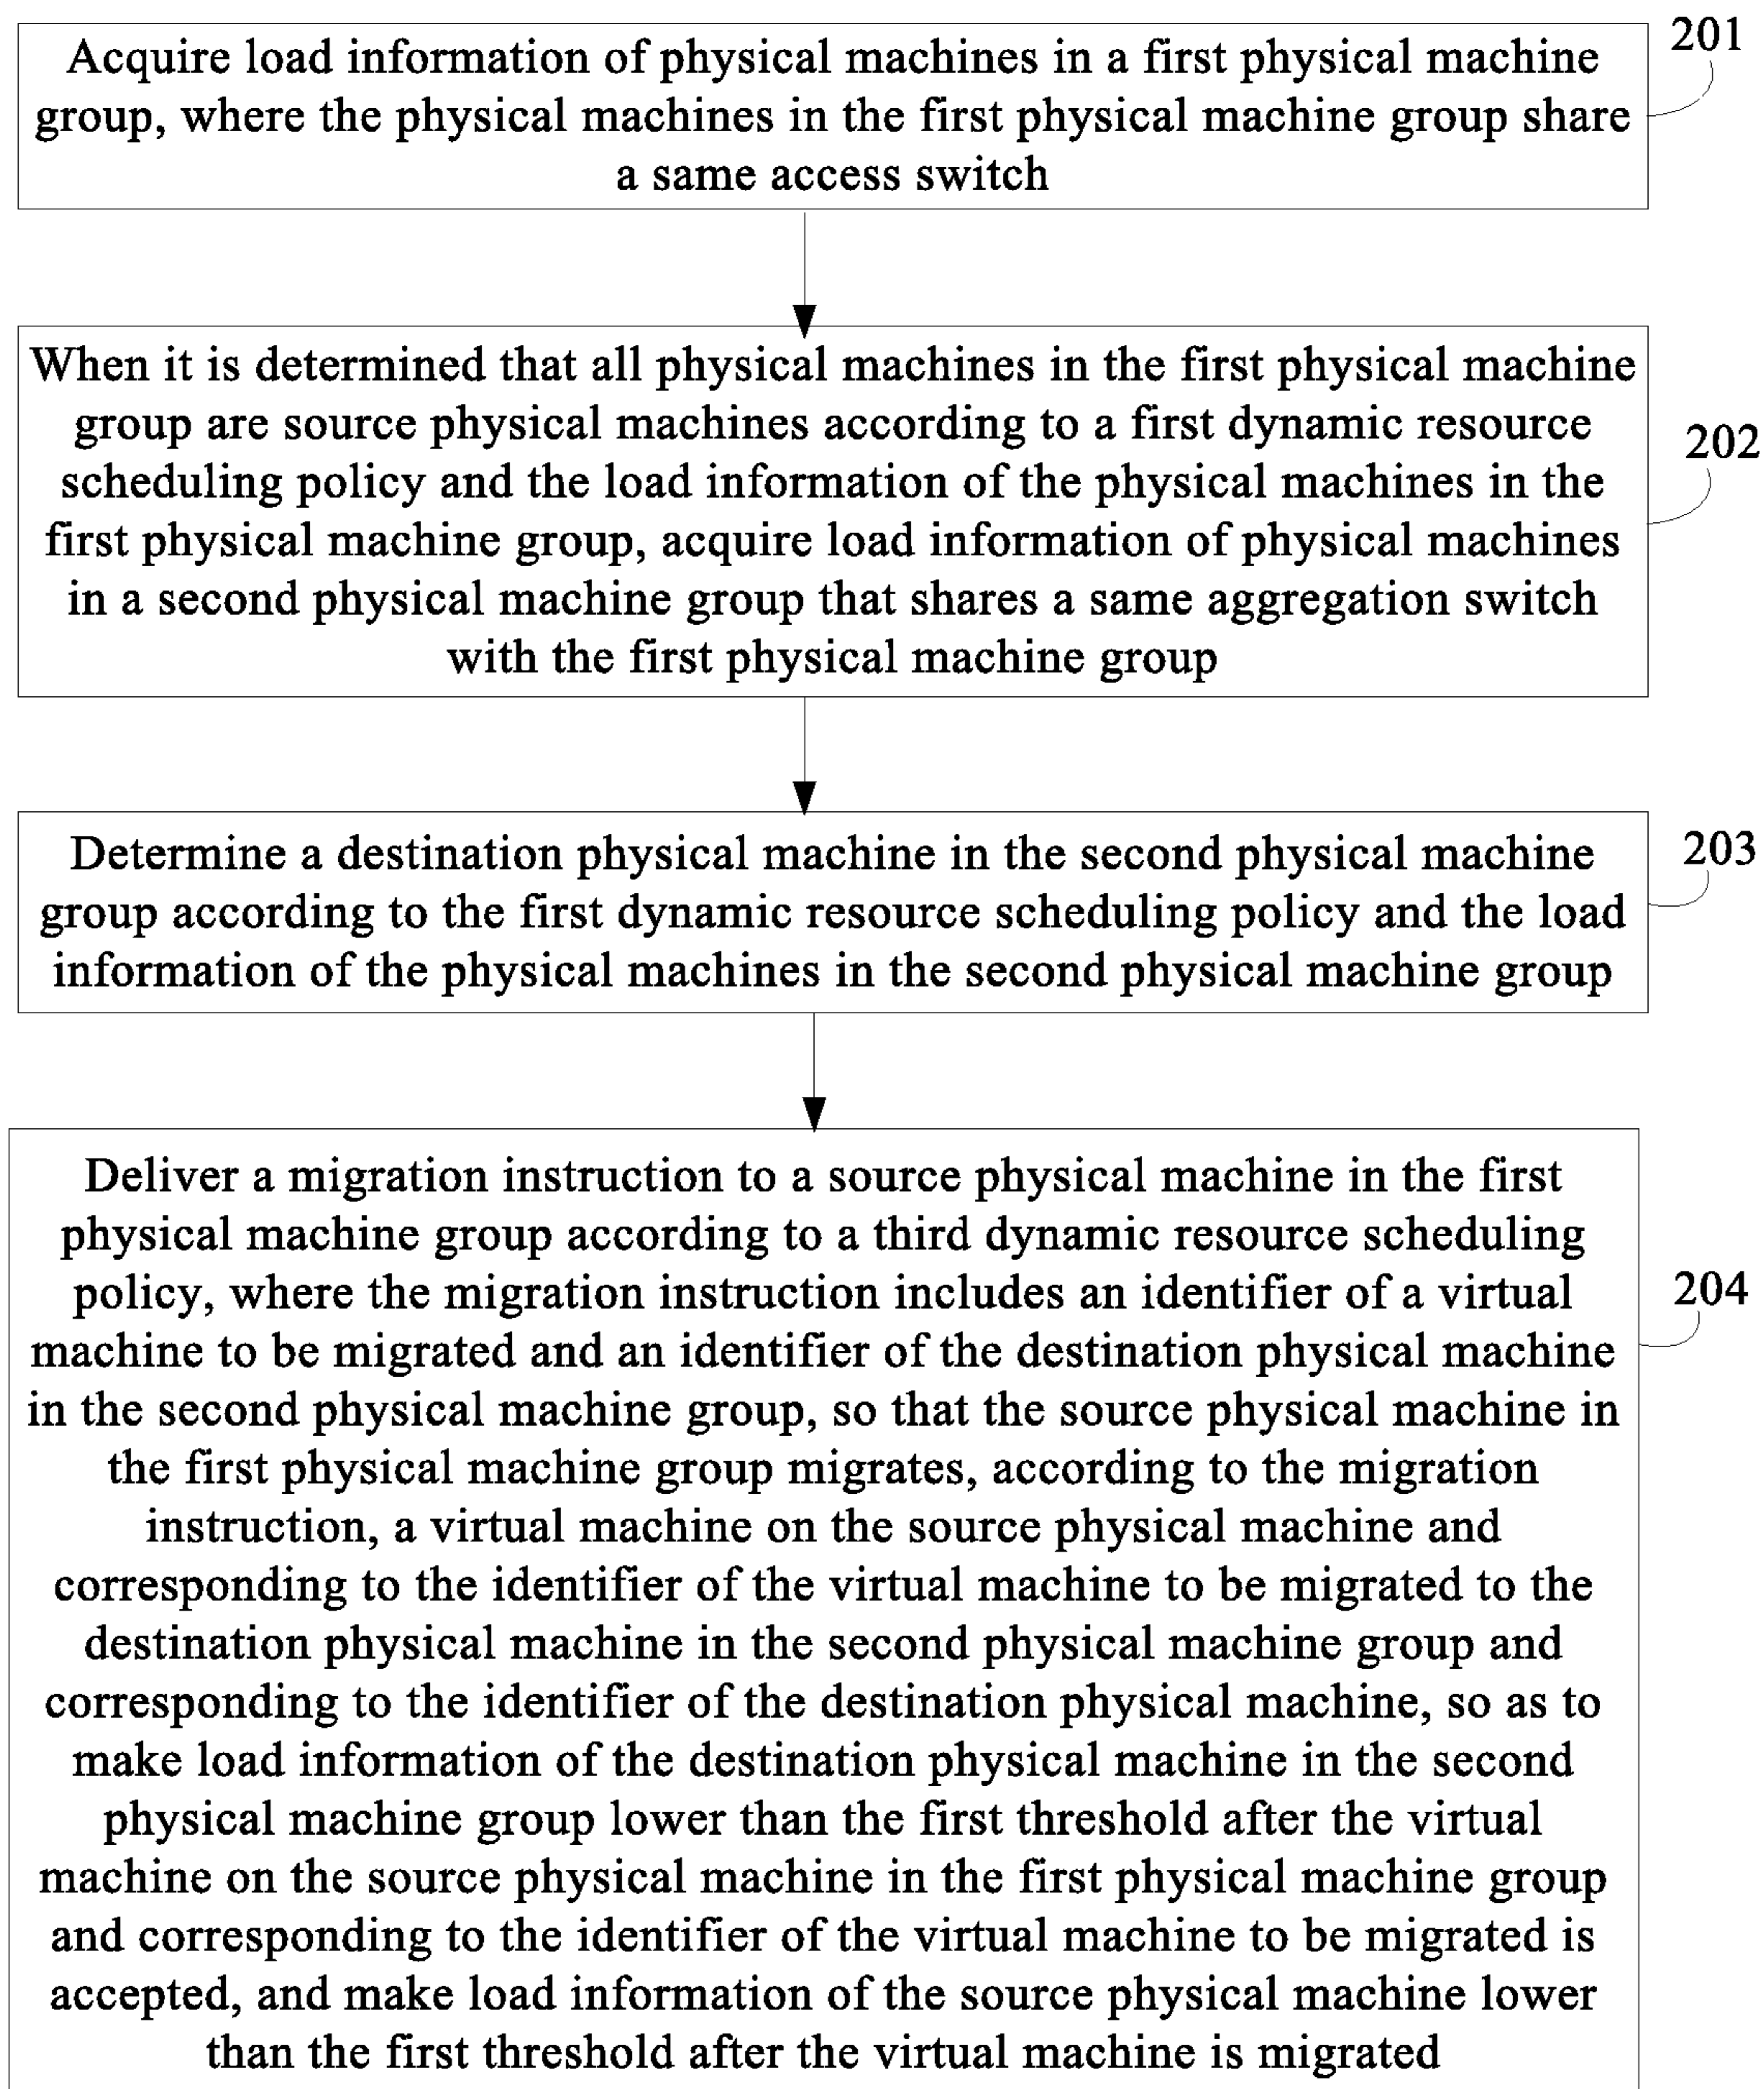 Acquire load information of physical machines in a first physical machine
group, where the physical machines in the first physical machine group share
a same access switch
201
When it is determined that all physical machines in the first physical machine
group are source physical machines according to a first dynamic resource
scheduling policy and the load information of the physical machines in the
first physical machine group, acquire load information of physical machines
in a second physical machine group that shares a same aggregation switch
with the first physical machine group
202
Determine a destination physical machine in the second physical machine
group according to the first dynamic resource scheduling policy and the load
information of the physical machines in the second physical machine group
203
Deliver a migration instruction to a source physical machine in the first
physical machine group according to a third dynamic resource scheduling
policy, where the migration instruction includes an identifier of a virtual
machine to be migrated and an identifier of the destination physical machine
in the second physical machine group, so that the source physical machine in
the first physical machine group migrates, according to the migration
instruction, a virtual machine on the source physical machine and
corresponding to the identifier of the virtual machine to be migrated to the
destination physical machine in the second physical machine group and
corresponding to the identifier of the destination physical machine, so as to
make load information of the destination physical machine in the second
physical machine group lower than the first threshold after the virtual
machine on the source physical machine in the first physical machine group
and corresponding to the identifier of the virtual machine to be migrated is
accepted, and make load information of the source physical machine lower
than the first threshold after the virtual machine is migrated
204